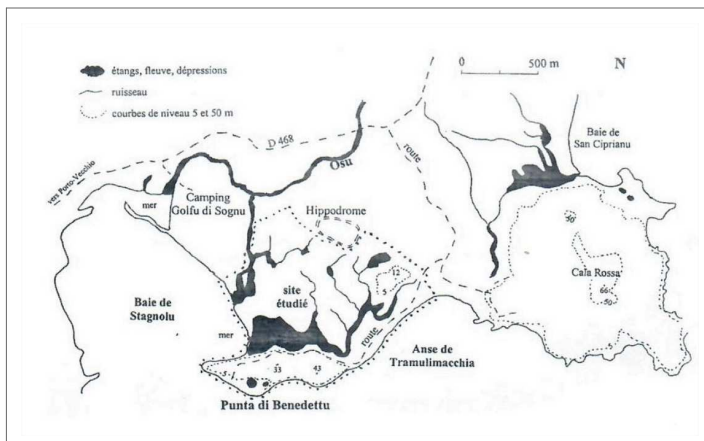 étangs, fleuve, dépressions
ruisseau
courbes de niveau 5 et 50 m
0 500 m
N
D 468
Osu
route
Baie de
San Ciprianu
vers Porto-Vecchio
mer
Camping
Golfu di Sognu
Hippodrome
50
Cala Rossa
66
50
12
5
site
étudié
Baie de
Stagnolu
mer
route
Anse de
Tramulimacchia
5
33
43
5
Punta di Benedettu